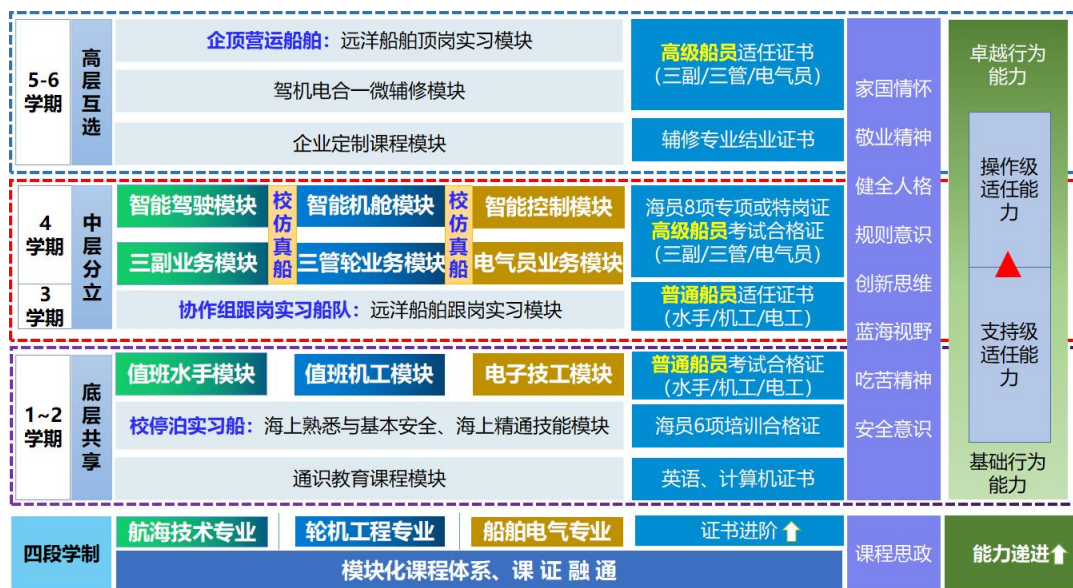 5-6
学期
高层互选
企顶营运船舶：远洋船舶顶岗实习模块
驾机电合一微辅修模块
企业定制课程模块
高级船员适任证书
(三副/三管/电气员)
辅修专业结业证书
4
学期
3
学期
中层分立
智能驾驶模块
校仿真船
智能机舱模块
校仿真船
智能控制模块
三副业务模块
三管轮业务模块
电气员业务模块
协作组跟岗实习船队：远洋船舶跟岗实习模块
海员8项专项或特岗证
高级船员考试合格证
(三副/三管/电气员)
普通船员适任证书
(水手/机工/电工)
1~2
学期
底层共享
值班水手模块
值班机工模块
电子技工模块
校停泊实习船：海上熟悉与基本安全、海上精通技能模块
通识教育课程模块
普通船员考试合格证
(水手/机工/电工)
海员6项培训合格证
英语、计算机证书
家国情怀
敬业精神
健全人格
规则意识
创新思维
蓝海视野
吃苦精神
安全意识
卓越行为
能力
操作级
适任能
力
支持级
适任能
力
基础行为
能力
四段学制
航海技术专业
轮机工程专业
船舶电气专业
证书进阶
模块化课程体系、课 证 融 通
课程思政
能力递进